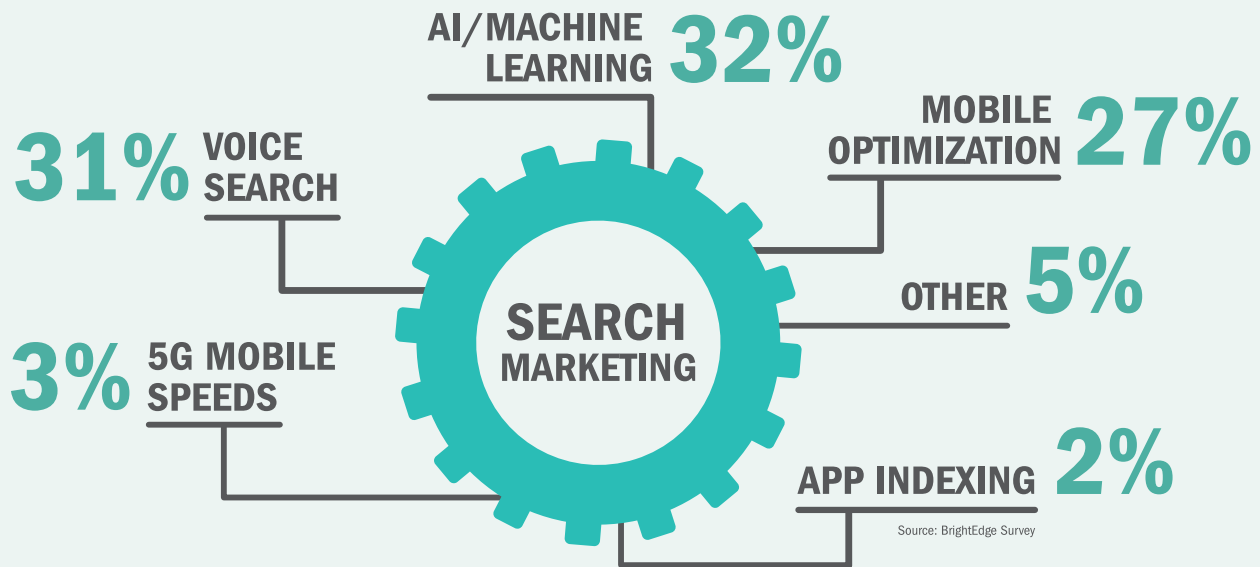 AI/MACHINE
LEARNING
32%
MOBILE
OPTIMIZATION
27%
31%
VOICE
SEARCH
OTHER 5%
SEARCH
MARKETING
3%
5G MOBILE
SPEEDS
APP INDEXING 2%
Source: BrightEdge Survey